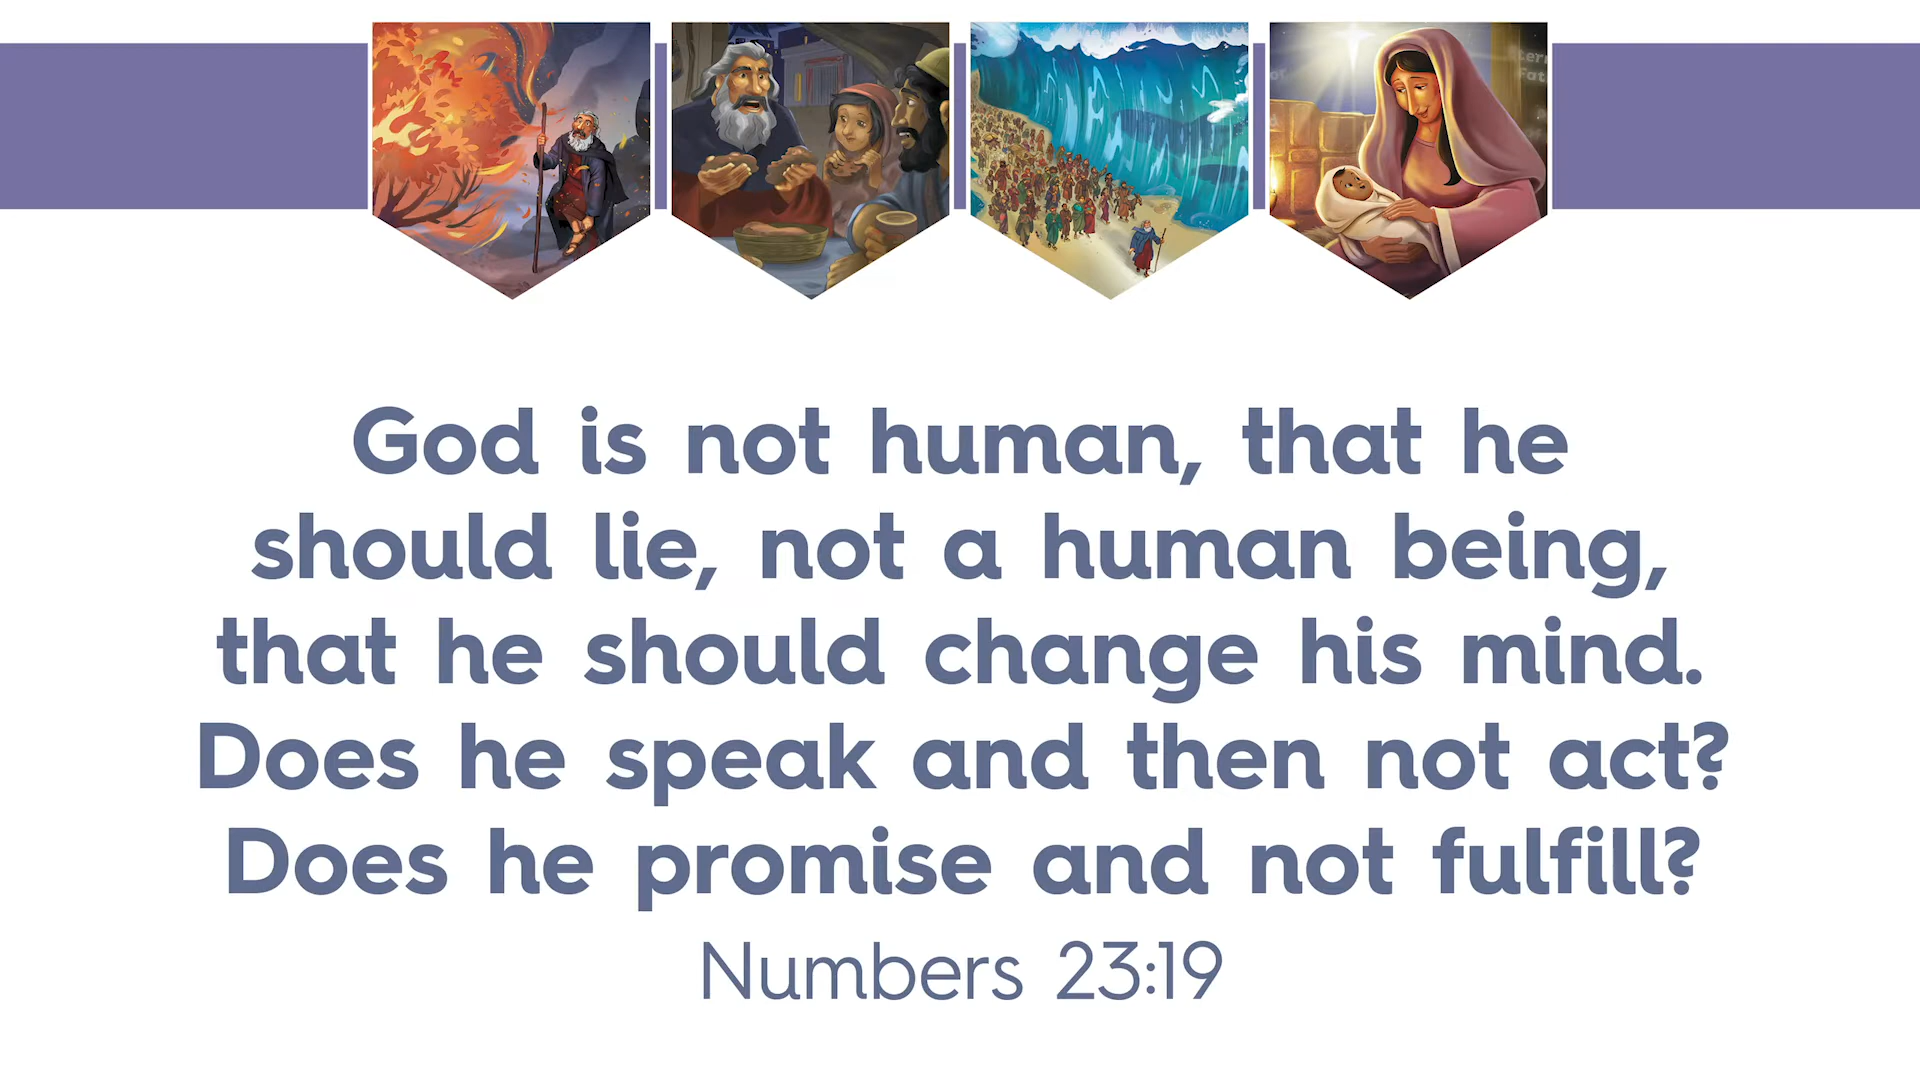 God is not human, that he
should lie, not a human being,
that he should change his mind.
Does he speak and then not act?
Does he promise and not fulfill?
Numbers 23:19